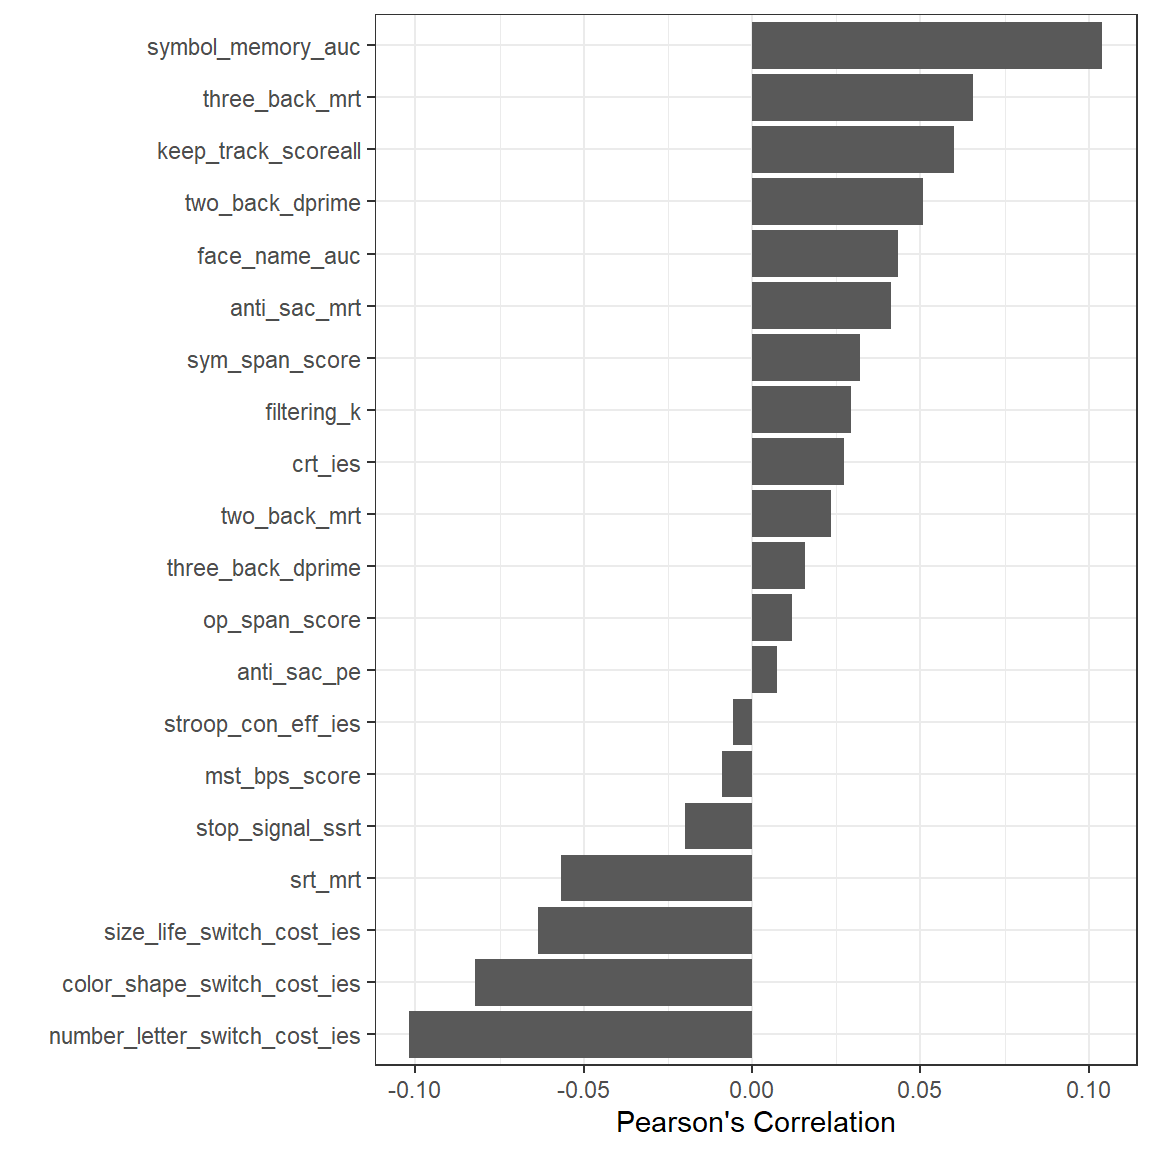 symbol_memory_auc
three_back_mrt
keep_track_scoreall
two_back_dprime
face_name_auc
anti_sac_mrt
sym_span_score
filtering_k
crt_ies
two_back_mrt
three_back_dprime
op_span_score
anti_sac_pe
stroop_con_eff_ies
mst_bps_score
stop_signal_ssrt
srt_mrt
size_life_switch_cost_ies
color_shape_switch_cost_ies
number_letter_switch_cost_ies
-0.10 -0.05 0.00 0.05 0.10
Pearson's Correlation